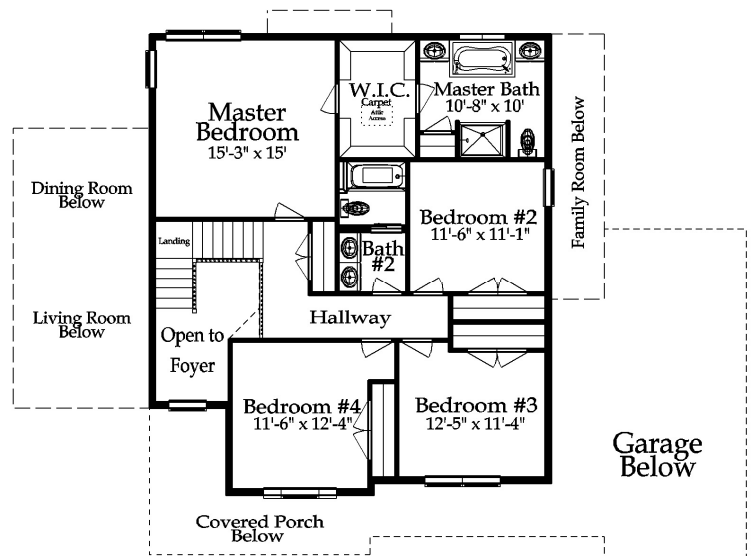 W.I.C.
Carpet
Attic
Access
Master Bath
10'-8" x 10'
Master
Bedroom
15'-3" x 15'
Family Room Below
Dining Room
Below
Bedroom #2
11'-6" x 11'-1"
Landing
Bath
#2
Living Room
Below
Hallway
Open to
Foyer
Bedroom #4
11'-6" x 12'-4"
Bedroom #3
12'-5" x 11'-4"
Garage
Below
Covered Porch
Below